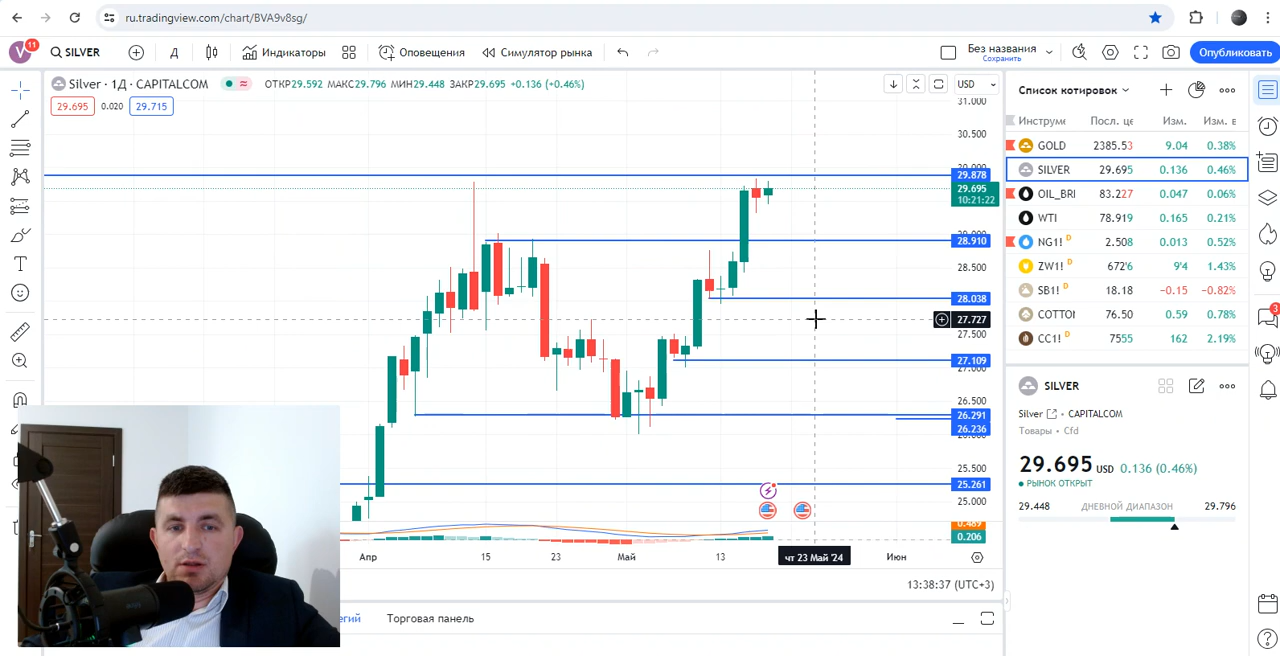 ru.tradingview.com/chart/BVA9v8sg/
V 11 SILVER Индикаторы Оповещения Симулятор рынка Без названия Сохранить Опубликовать
Silver · 1Д · CAPITALCOM ОТКР29.592 МАКС29.796 МИН29.448 ЗАКР29.695 +0.136 (+0.46%)
USD
29.695 0.020 29.715
31.000
30.500
29.878
29.695
10:21:22
28.910
28.500
28.038
27.727
27.500
27.109
27.000
26.500
26.291
26.236
25.500
25.261
25.000
0.206
Апр 15 23 Май 13 чт 23 Май '24 Июн
13:38:37 (UTC+3)
Торговая панель
Список котировок
Инструм Посл. це Изм. Изм. в
GOLD 2385.53 9.04 0.38%
SILVER 29.695 0.136 0.46%
OIL_BRI 83.227 0.047 0.06%
WTI 78.919 0.165 0.21%
NG1! D 2.508 0.013 0.52%
ZW1! D 672'6 9'4 1.43%
SB1! D 18.18 −0.15 −0.82%
COTTOI 76.50 0.59 0.78%
CC1! D 7555 162 2.19%
SILVER
Silver • CAPITALCOM
Товары • Cfd
29.695 USD 0.136 (0.46%)
РЫНОК ОТКРЫТ
29.448 ДНЕВНОЙ ДИАПАЗОН 29.796
3